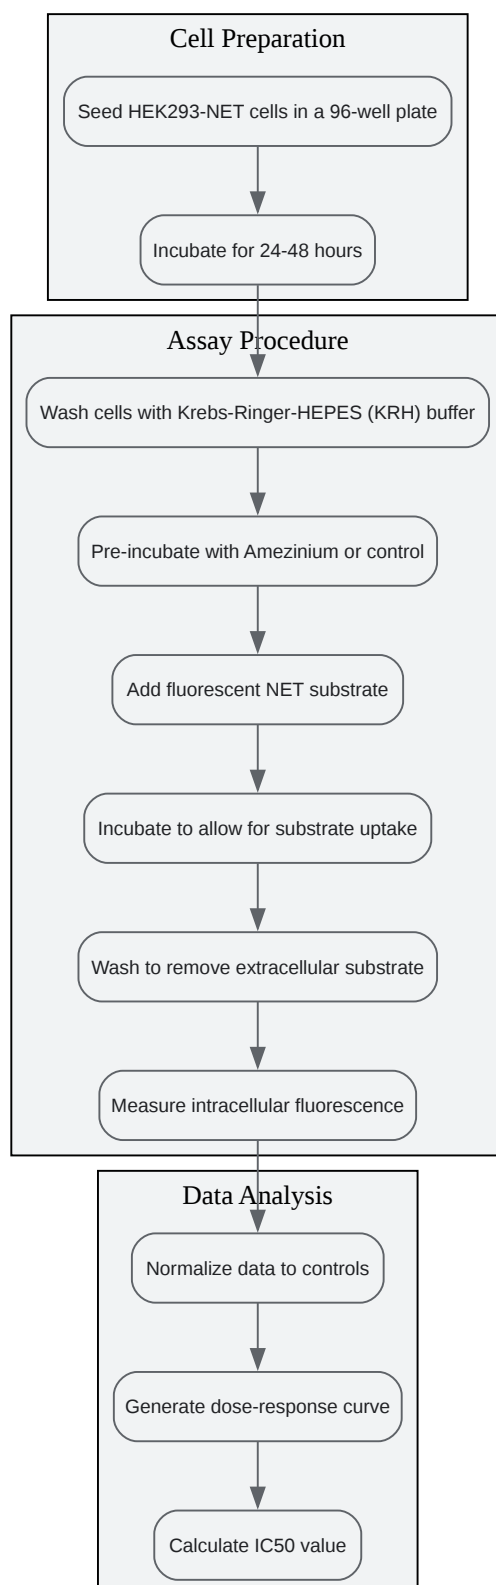 Cell Preparation
Seed HEK293-NET cells in a 96-well plate
Incubate for 24-48 hours
Assay Procedure
Wash cells with Krebs-Ringer-HEPES (KRH) buffer
Pre-incubate with Amezinium or control
Add fluorescent NET substrate
Incubate to allow for substrate uptake
Wash to remove extracellular substrate
Measure intracellular fluorescence
Data Analysis
Normalize data to controls
Generate dose-response curve
Calculate IC50 value